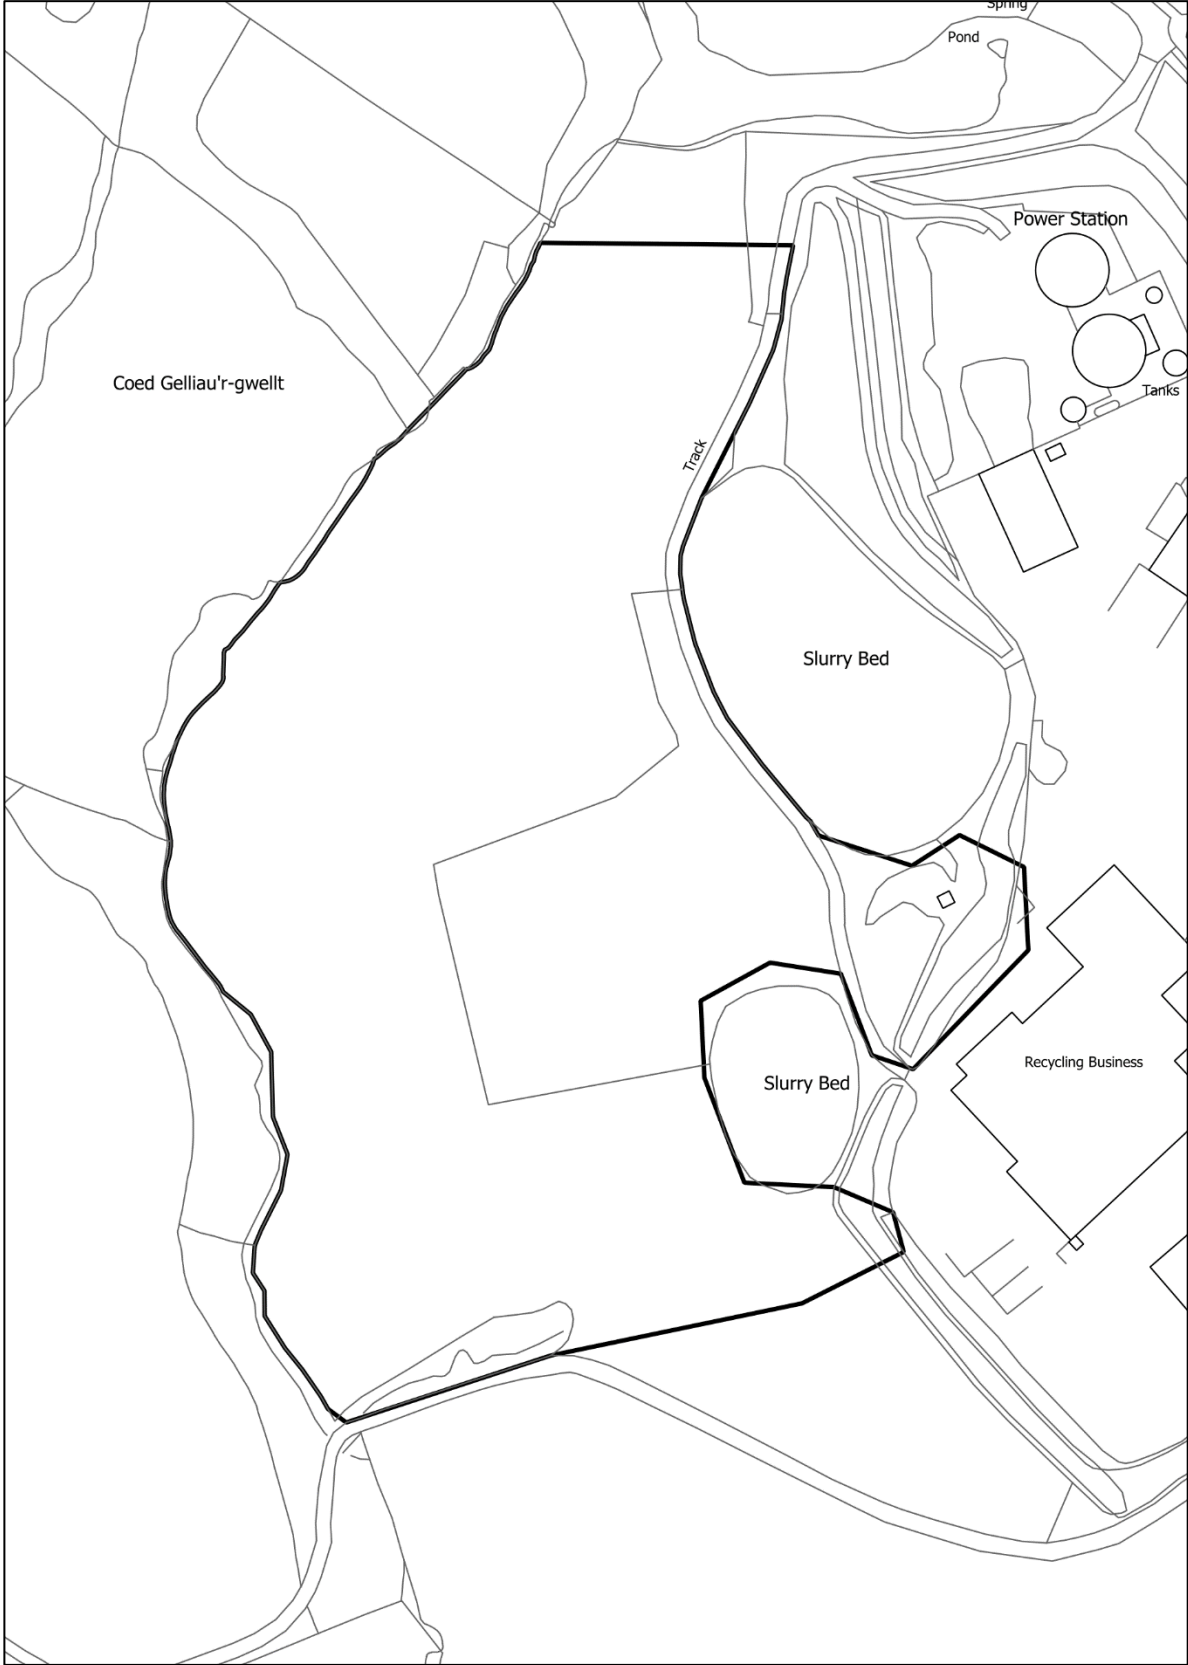 Spring
Pond
Power Station
Coed Gelliau'r-gwellt
Tanks
Track
Slurry Bed
Recycling Business
Slurry Bed